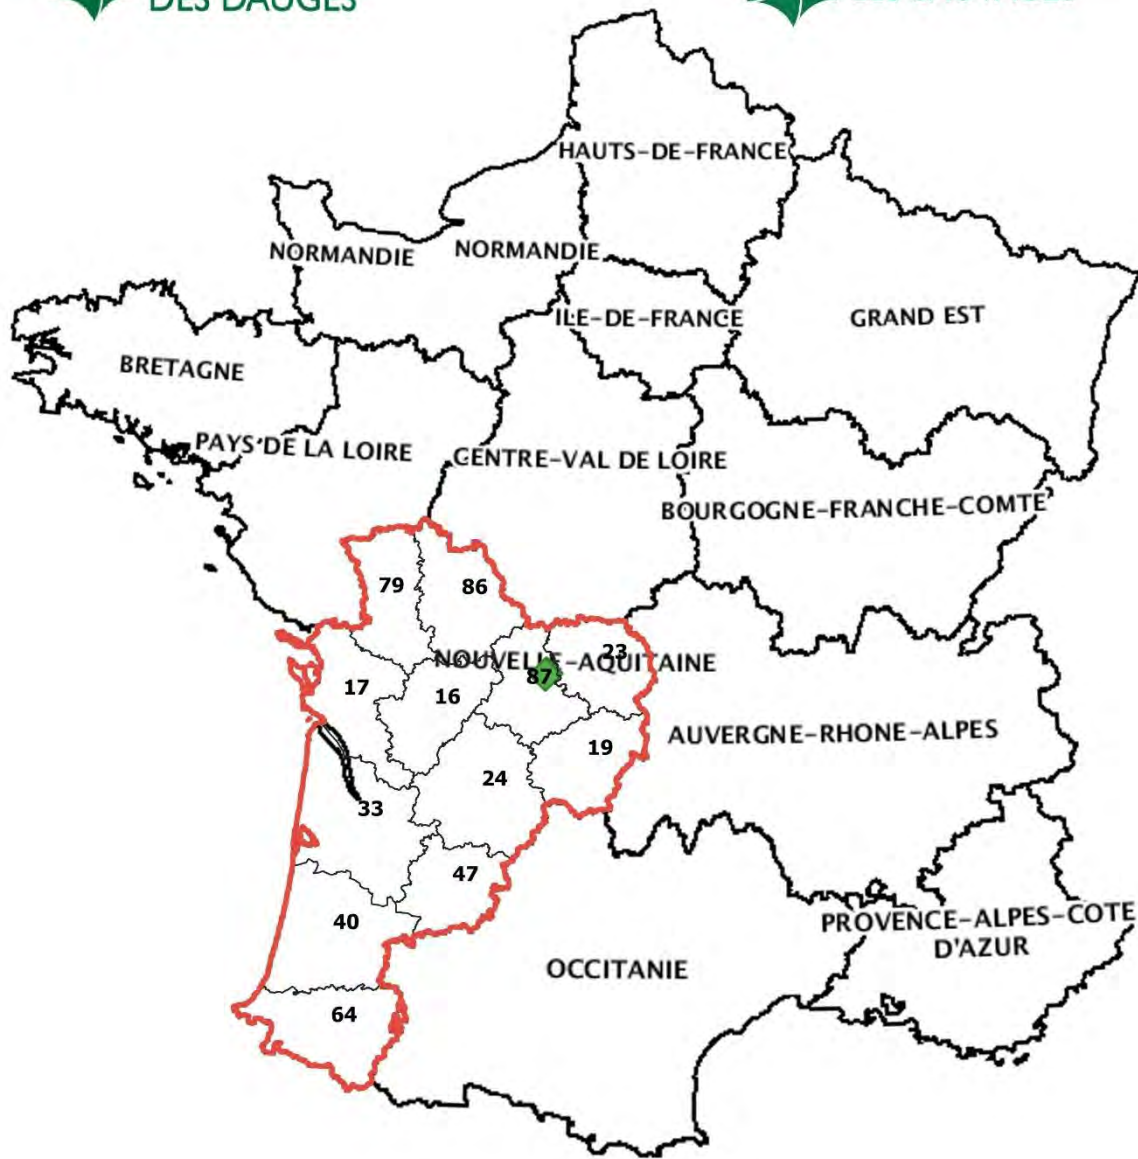 DES DAUGES
HAUTS-DE-FRANCE
NORMANDIE
NORMANDIE
ILE-DE-FRANCE
GRAND EST
BRETAGNE
PAYS DE LA LOIRE
CENTRE-VAL DE LOIRE
BOURGOGNE-FRANCHE-COMTE
79
86
NOUVELLE-AQUITAINE
23
87
17
16
19
AUVERGNE-RHONE-ALPES
24
33
47
40
PROVENCE-ALPES-COTE
D'AZUR
OCCITANIE
64